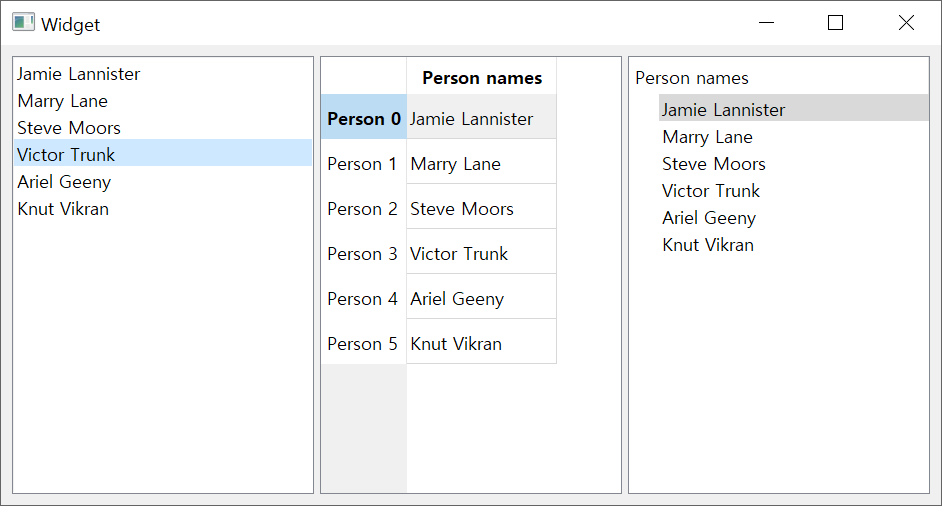 Widget
Jamie Lannister
Marry Lane
Steve Moors
Victor Trunk
Ariel Geeny
Knut Vikran
Person names
Person 0 Jamie Lannister
Person 1 Marry Lane
Person 2 Steve Moors
Person 3 Victor Trunk
Person 4 Ariel Geeny
Person 5 Knut Vikran
Person names
Jamie Lannister
Marry Lane
Steve Moors
Victor Trunk
Ariel Geeny
Knut Vikran